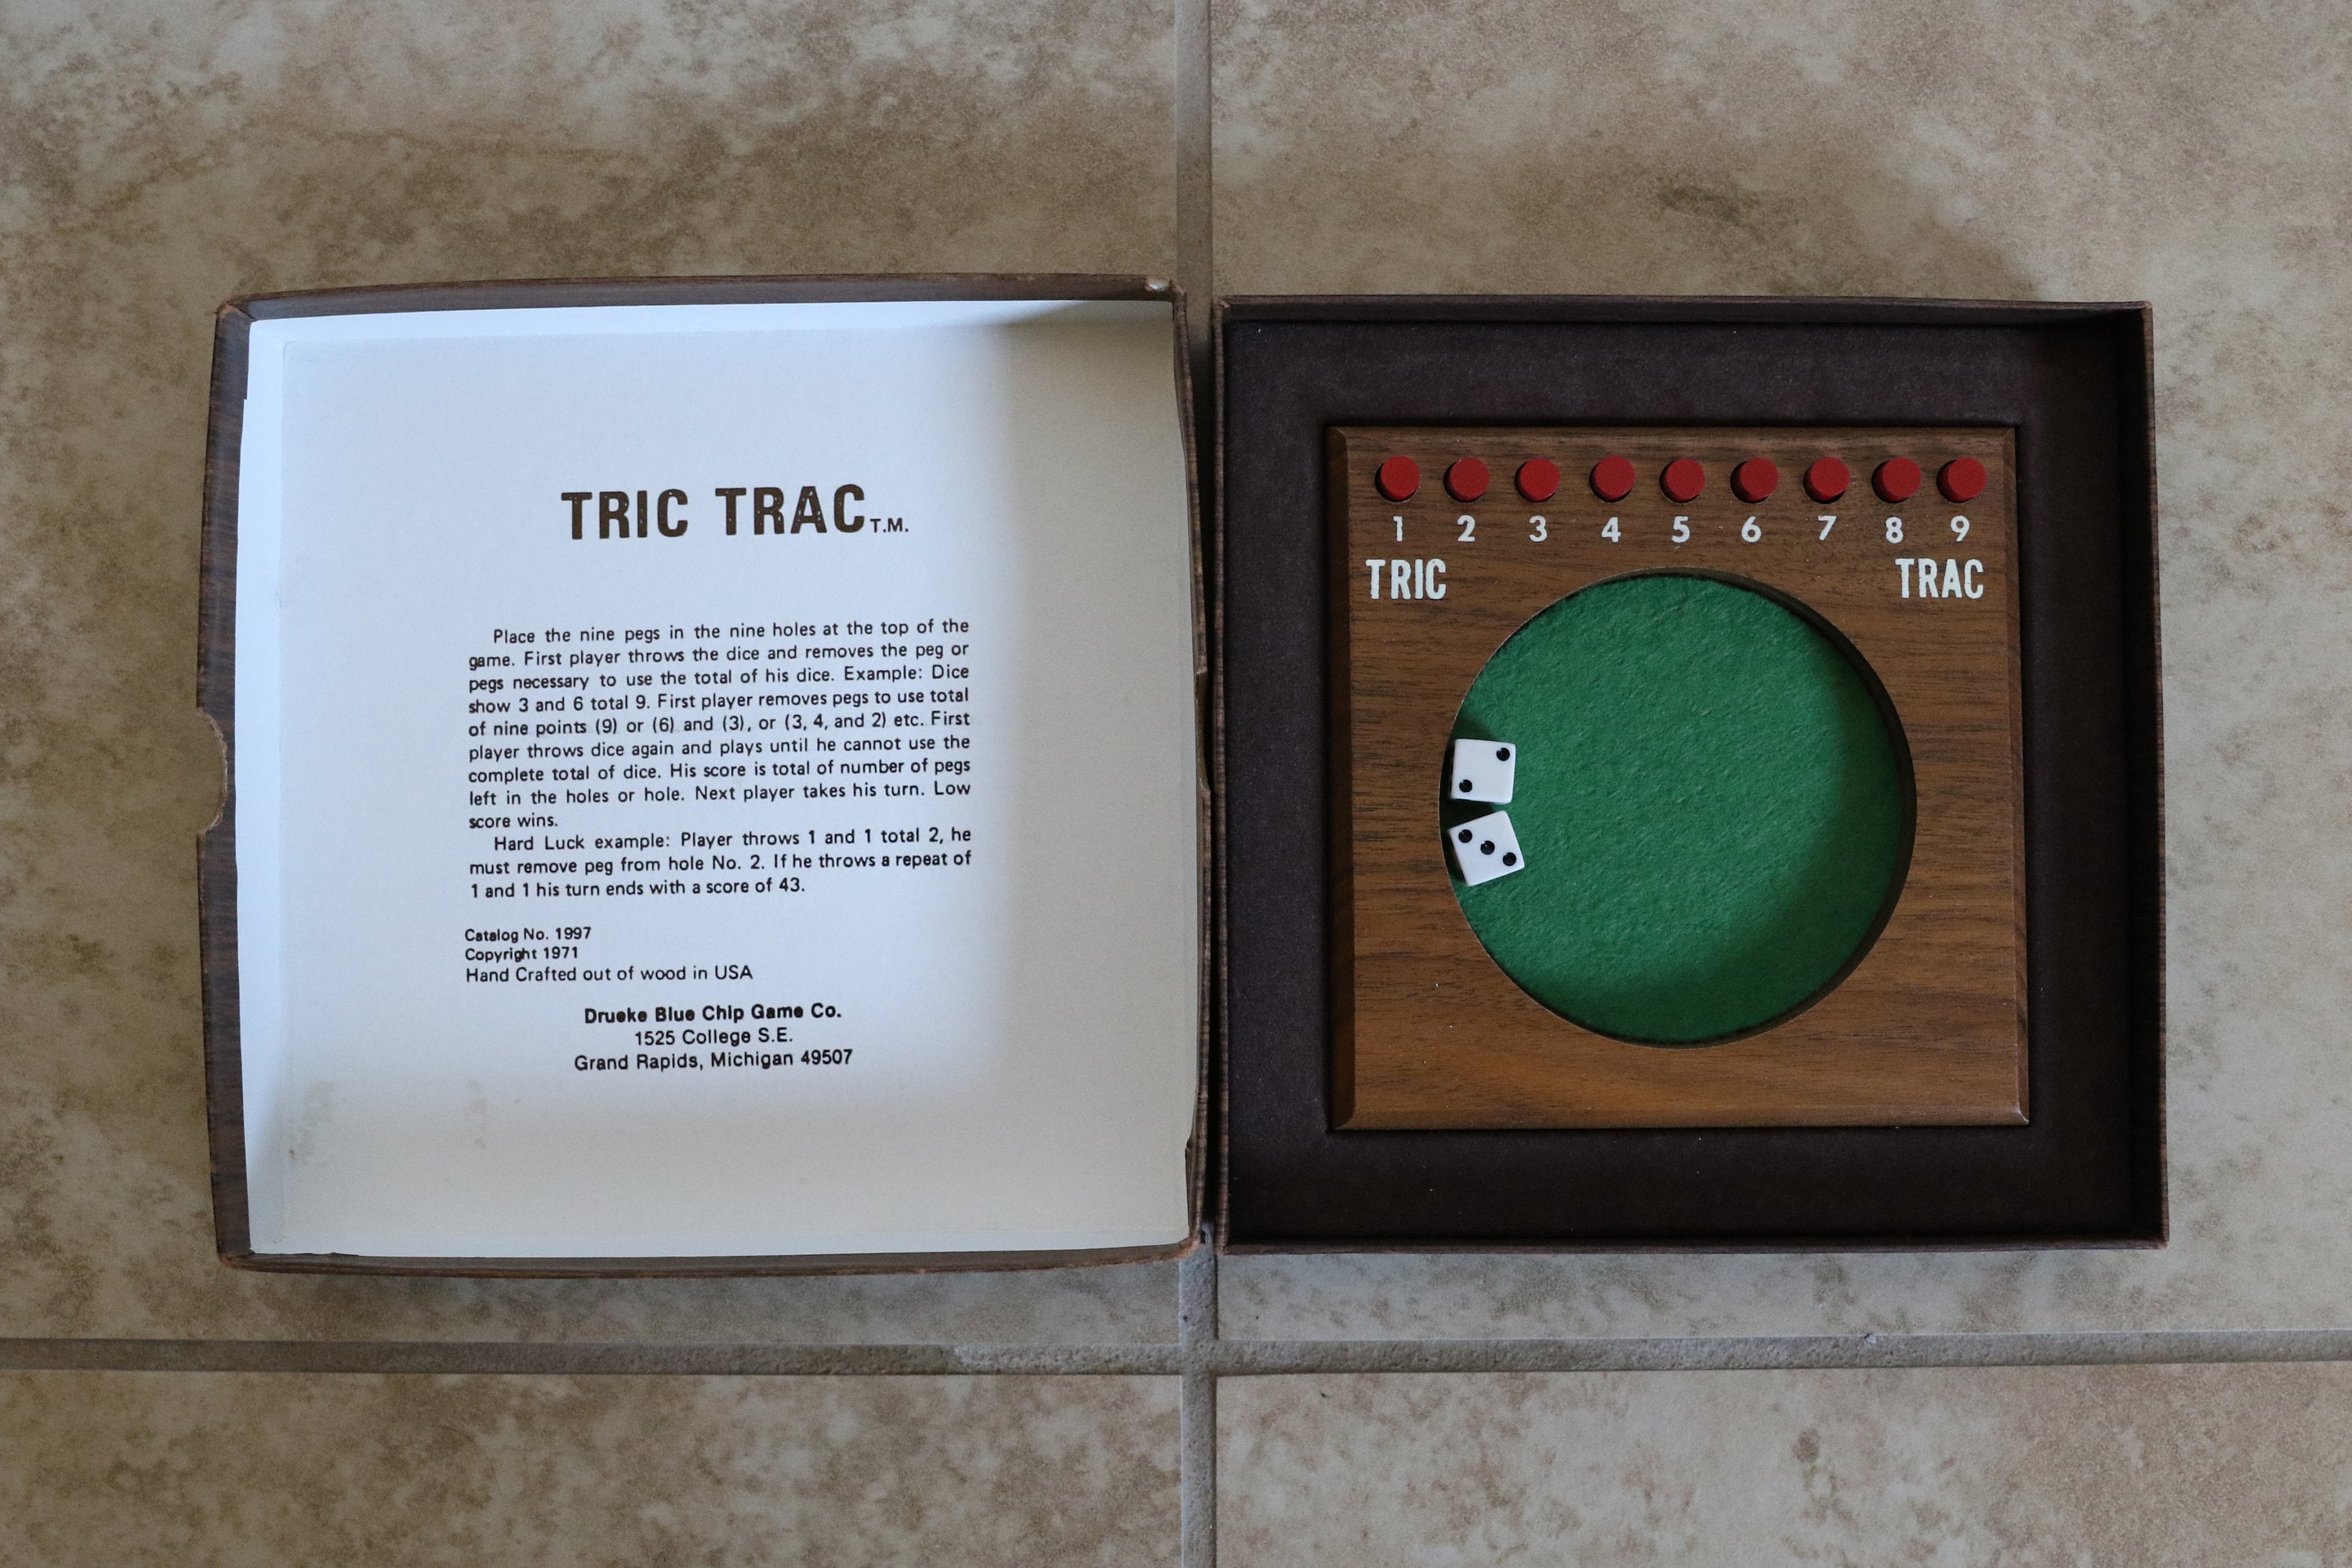 TRIC TRAC T.M.
Place the nine pegs in the nine holes at the top of the
game. First player throws the dice and removes the peg or
pegs necessary to use the total of his dice. Example: Dice
show 3 and 6 total 9. First player removes pegs to use total
of nine points (9) or (6) and (3), or (3, 4, and 2) etc. First
player throws dice again and plays until he cannot use the
complete total of dice. His score is total of number of pegs
left in the holes or hole. Next player takes his turn. Low
score wins.
Hard Luck example: Player throws 1 and 1 total 2, he
must remove peg from hole No. 2. If he throws a repeat of
1 and 1 his turn ends with a score of 43.
Catalog No. 1997
Copyright 1971
Hand Crafted out of wood in USA
Drueke Blue Chip Game Co.
1525 College S.E.
Grand Rapids, Michigan 49507
1 2 3 4 5 6 7 8 9
TRIC TRAC